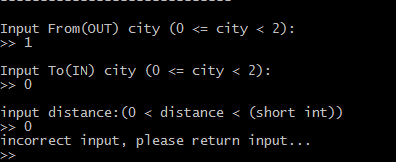 Input From(OUT) city (0 <= city < 2):
>> 1
Input To(IN) city (0 <= city < 2):
>> 0
input distance:(0 < distance < (short int))
>> 0
incorrect input, please return input...
>>